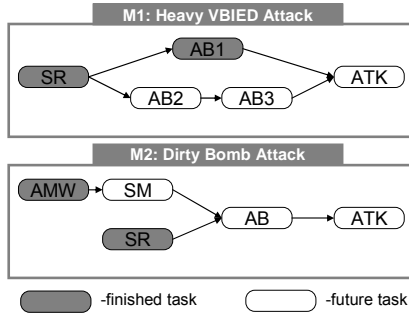 M1: Heavy VBIED Attack
AB1
SR
ATK
AB2
AB3
M2: Dirty Bomb Attack
AMW
SM
AB
ATK
SR
-finished task
-future task